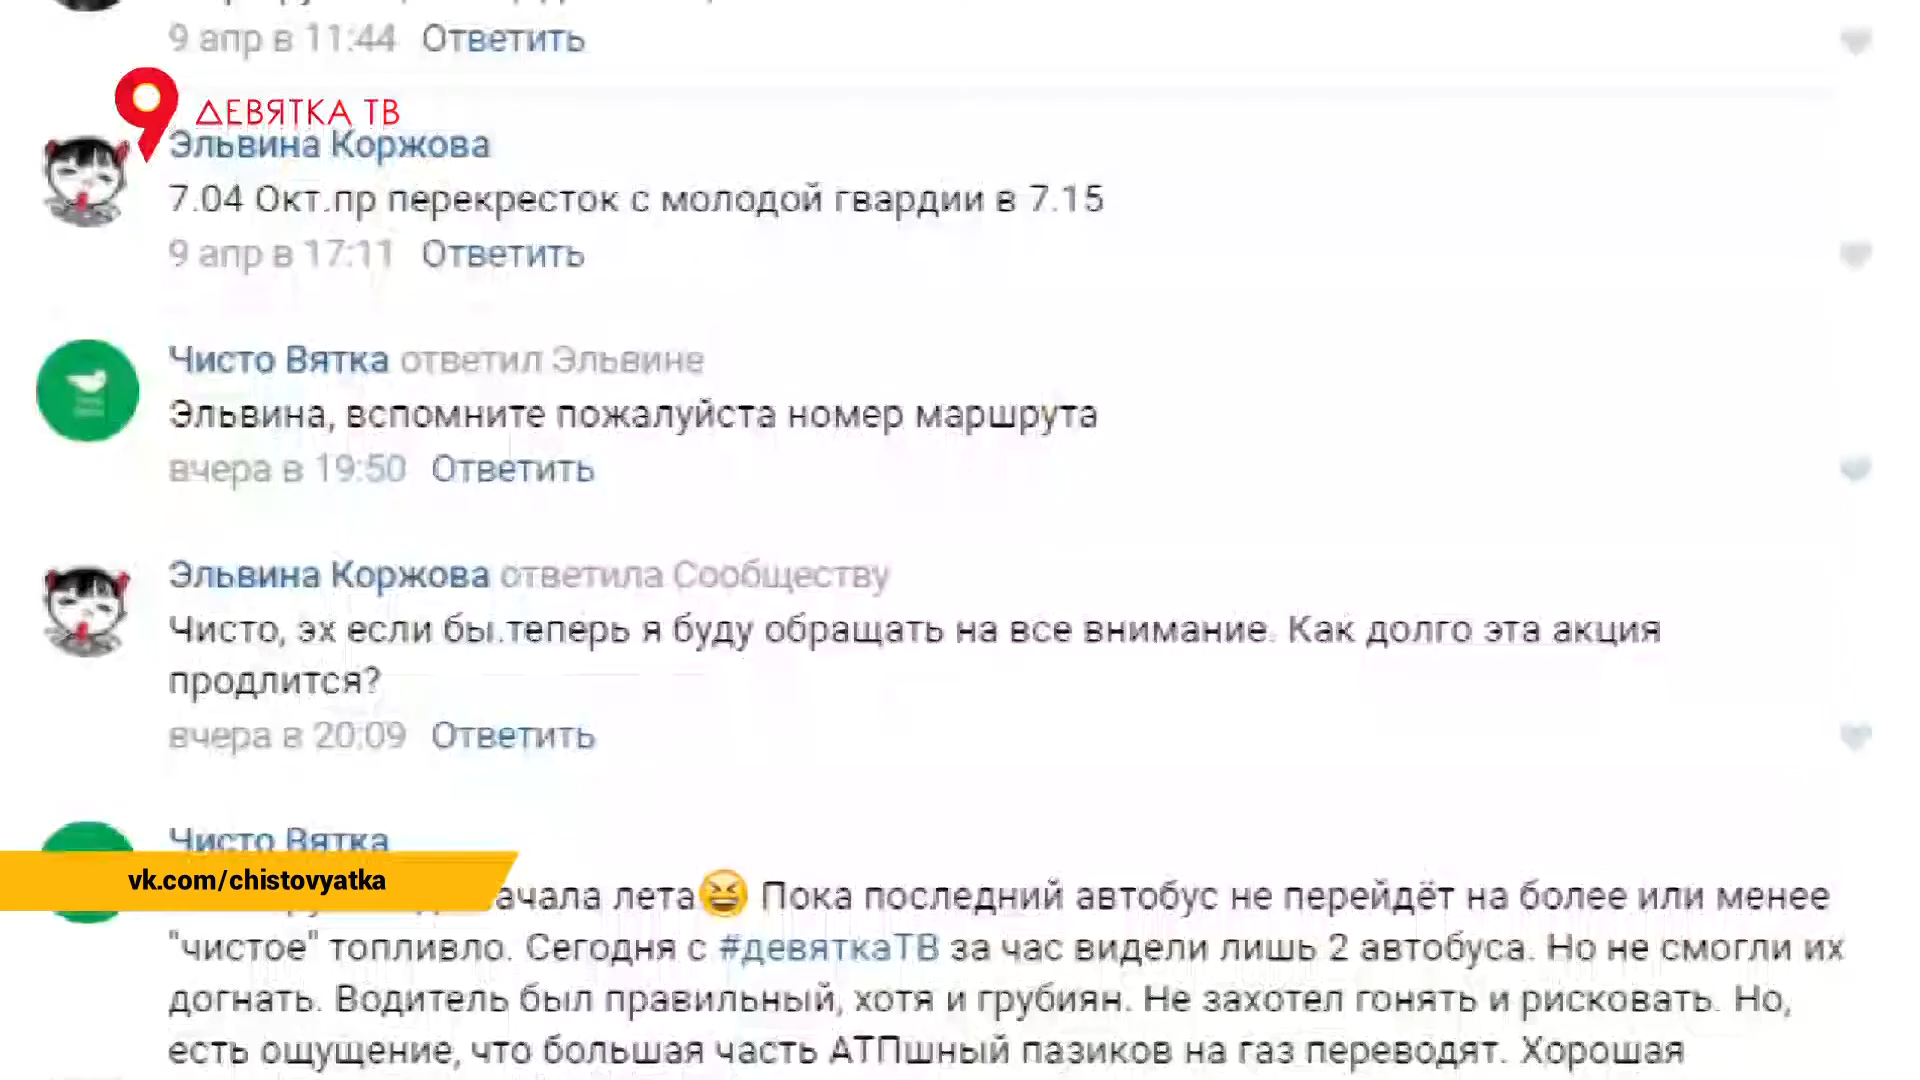 9 апр в 11:44 Ответить
ДЕВЯТКА ТВ
Эльвина Коржова
7.04 Окт.пр перекресток с молодой гвардии в 7.15
9 апр в 17:11 Ответить
Чисто Вятка ответил Эльвине
Эльвина, вспомните пожалуйста номер маршрута
вчера в 19:50 Ответить
Эльвина Коржова ответила Сообществу
Чисто, эх если бы.теперь я буду обращать на все внимание. Как долго эта акция
продлится?
вчера в 20:09 Ответить
Чисто Вятка
vk.com/chistovyatka
лета😆 Пока последний автобус не перейдёт на более или менее
"чистое" топливло. Сегодня с #девяткаТВ за час видели лишь 2 автобуса. Но не смогли их
догнать. Водитель был правильный, хотя и грубиян. Не захотел гонять и рисковать. Но,
есть ощущение, что большая часть АТПшный пазиков на газ переводят. Хорошая